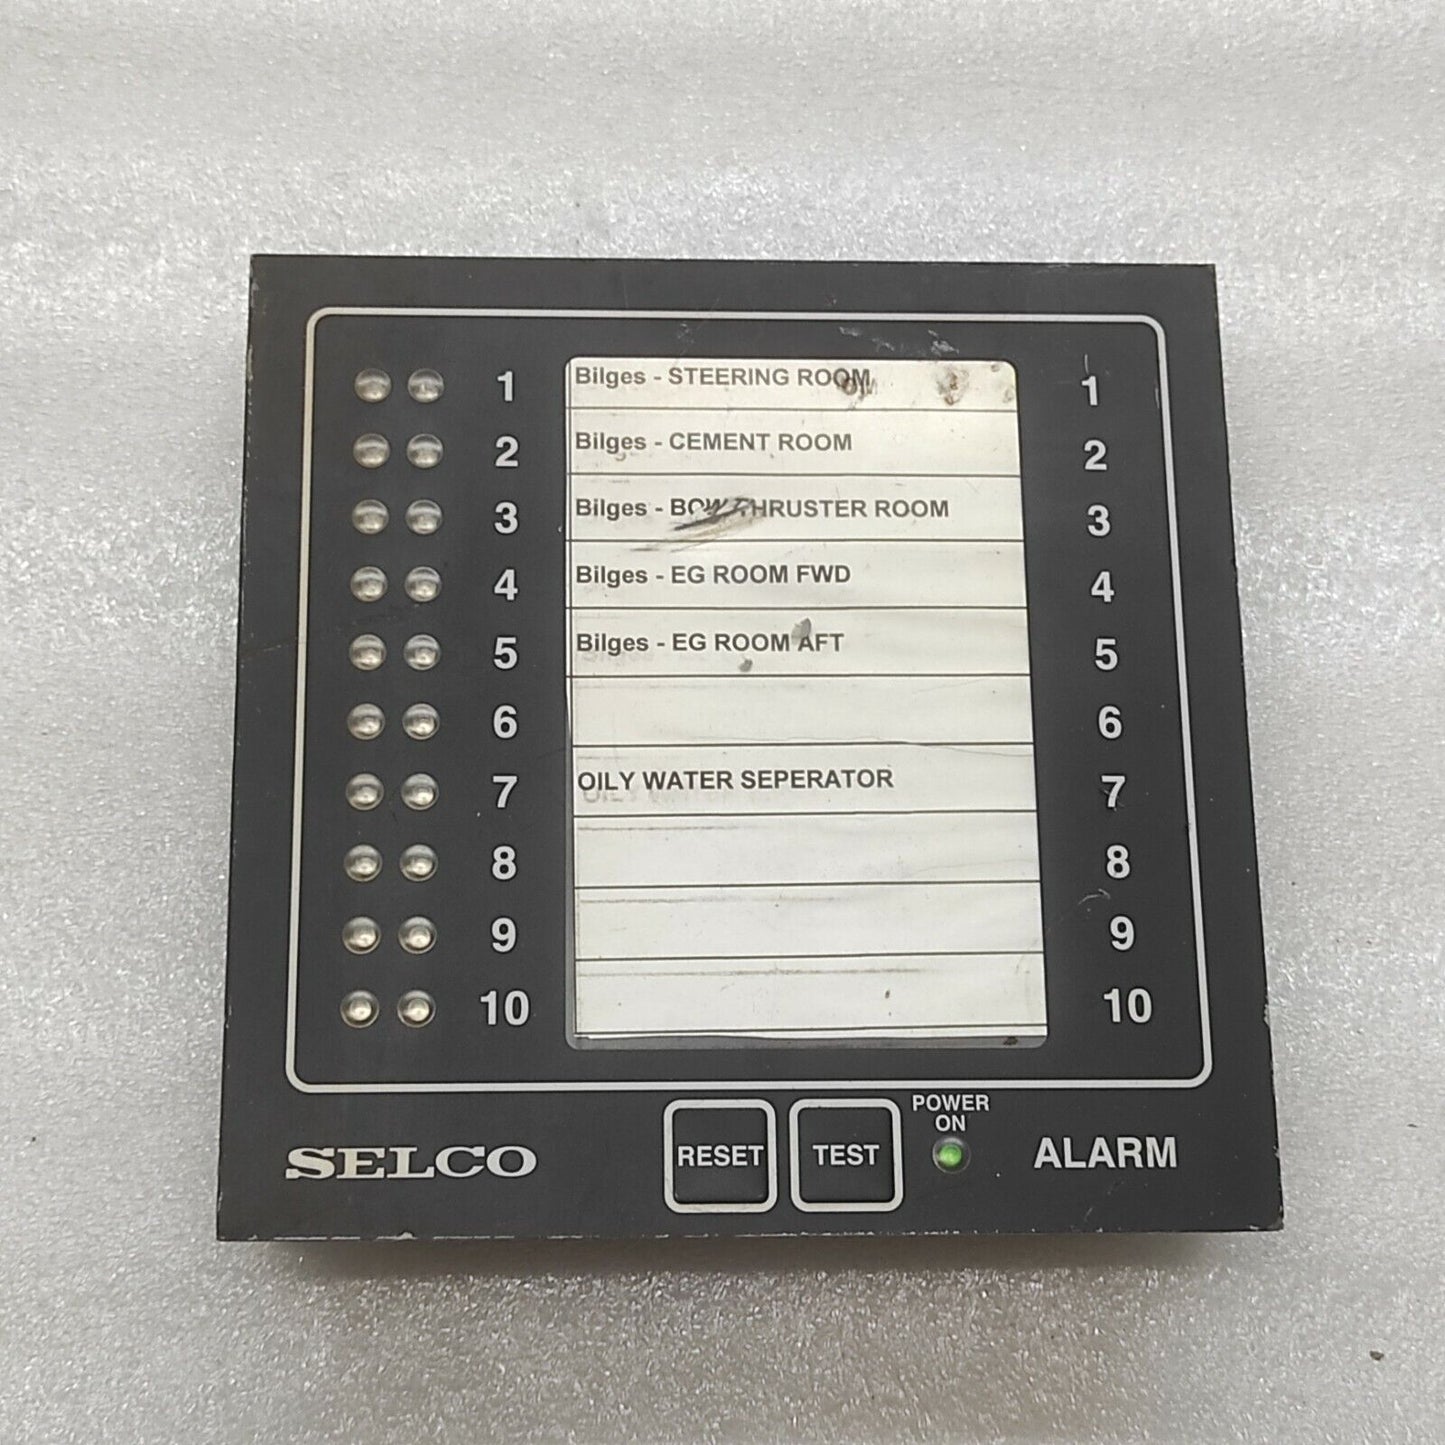 1 Bilges - STEERING ROOM 1
2 Bilges - CEMENT ROOM 2
3 Bilges - BOW THRUSTER ROOM 3
4 Bilges - EG ROOM FWD 4
5 Bilges - EG ROOM AFT 5
6 6
7 OILY WATER SEPERATOR 7
8 8
9 9
10 10
SELCO RESET TEST POWER ON ALARM